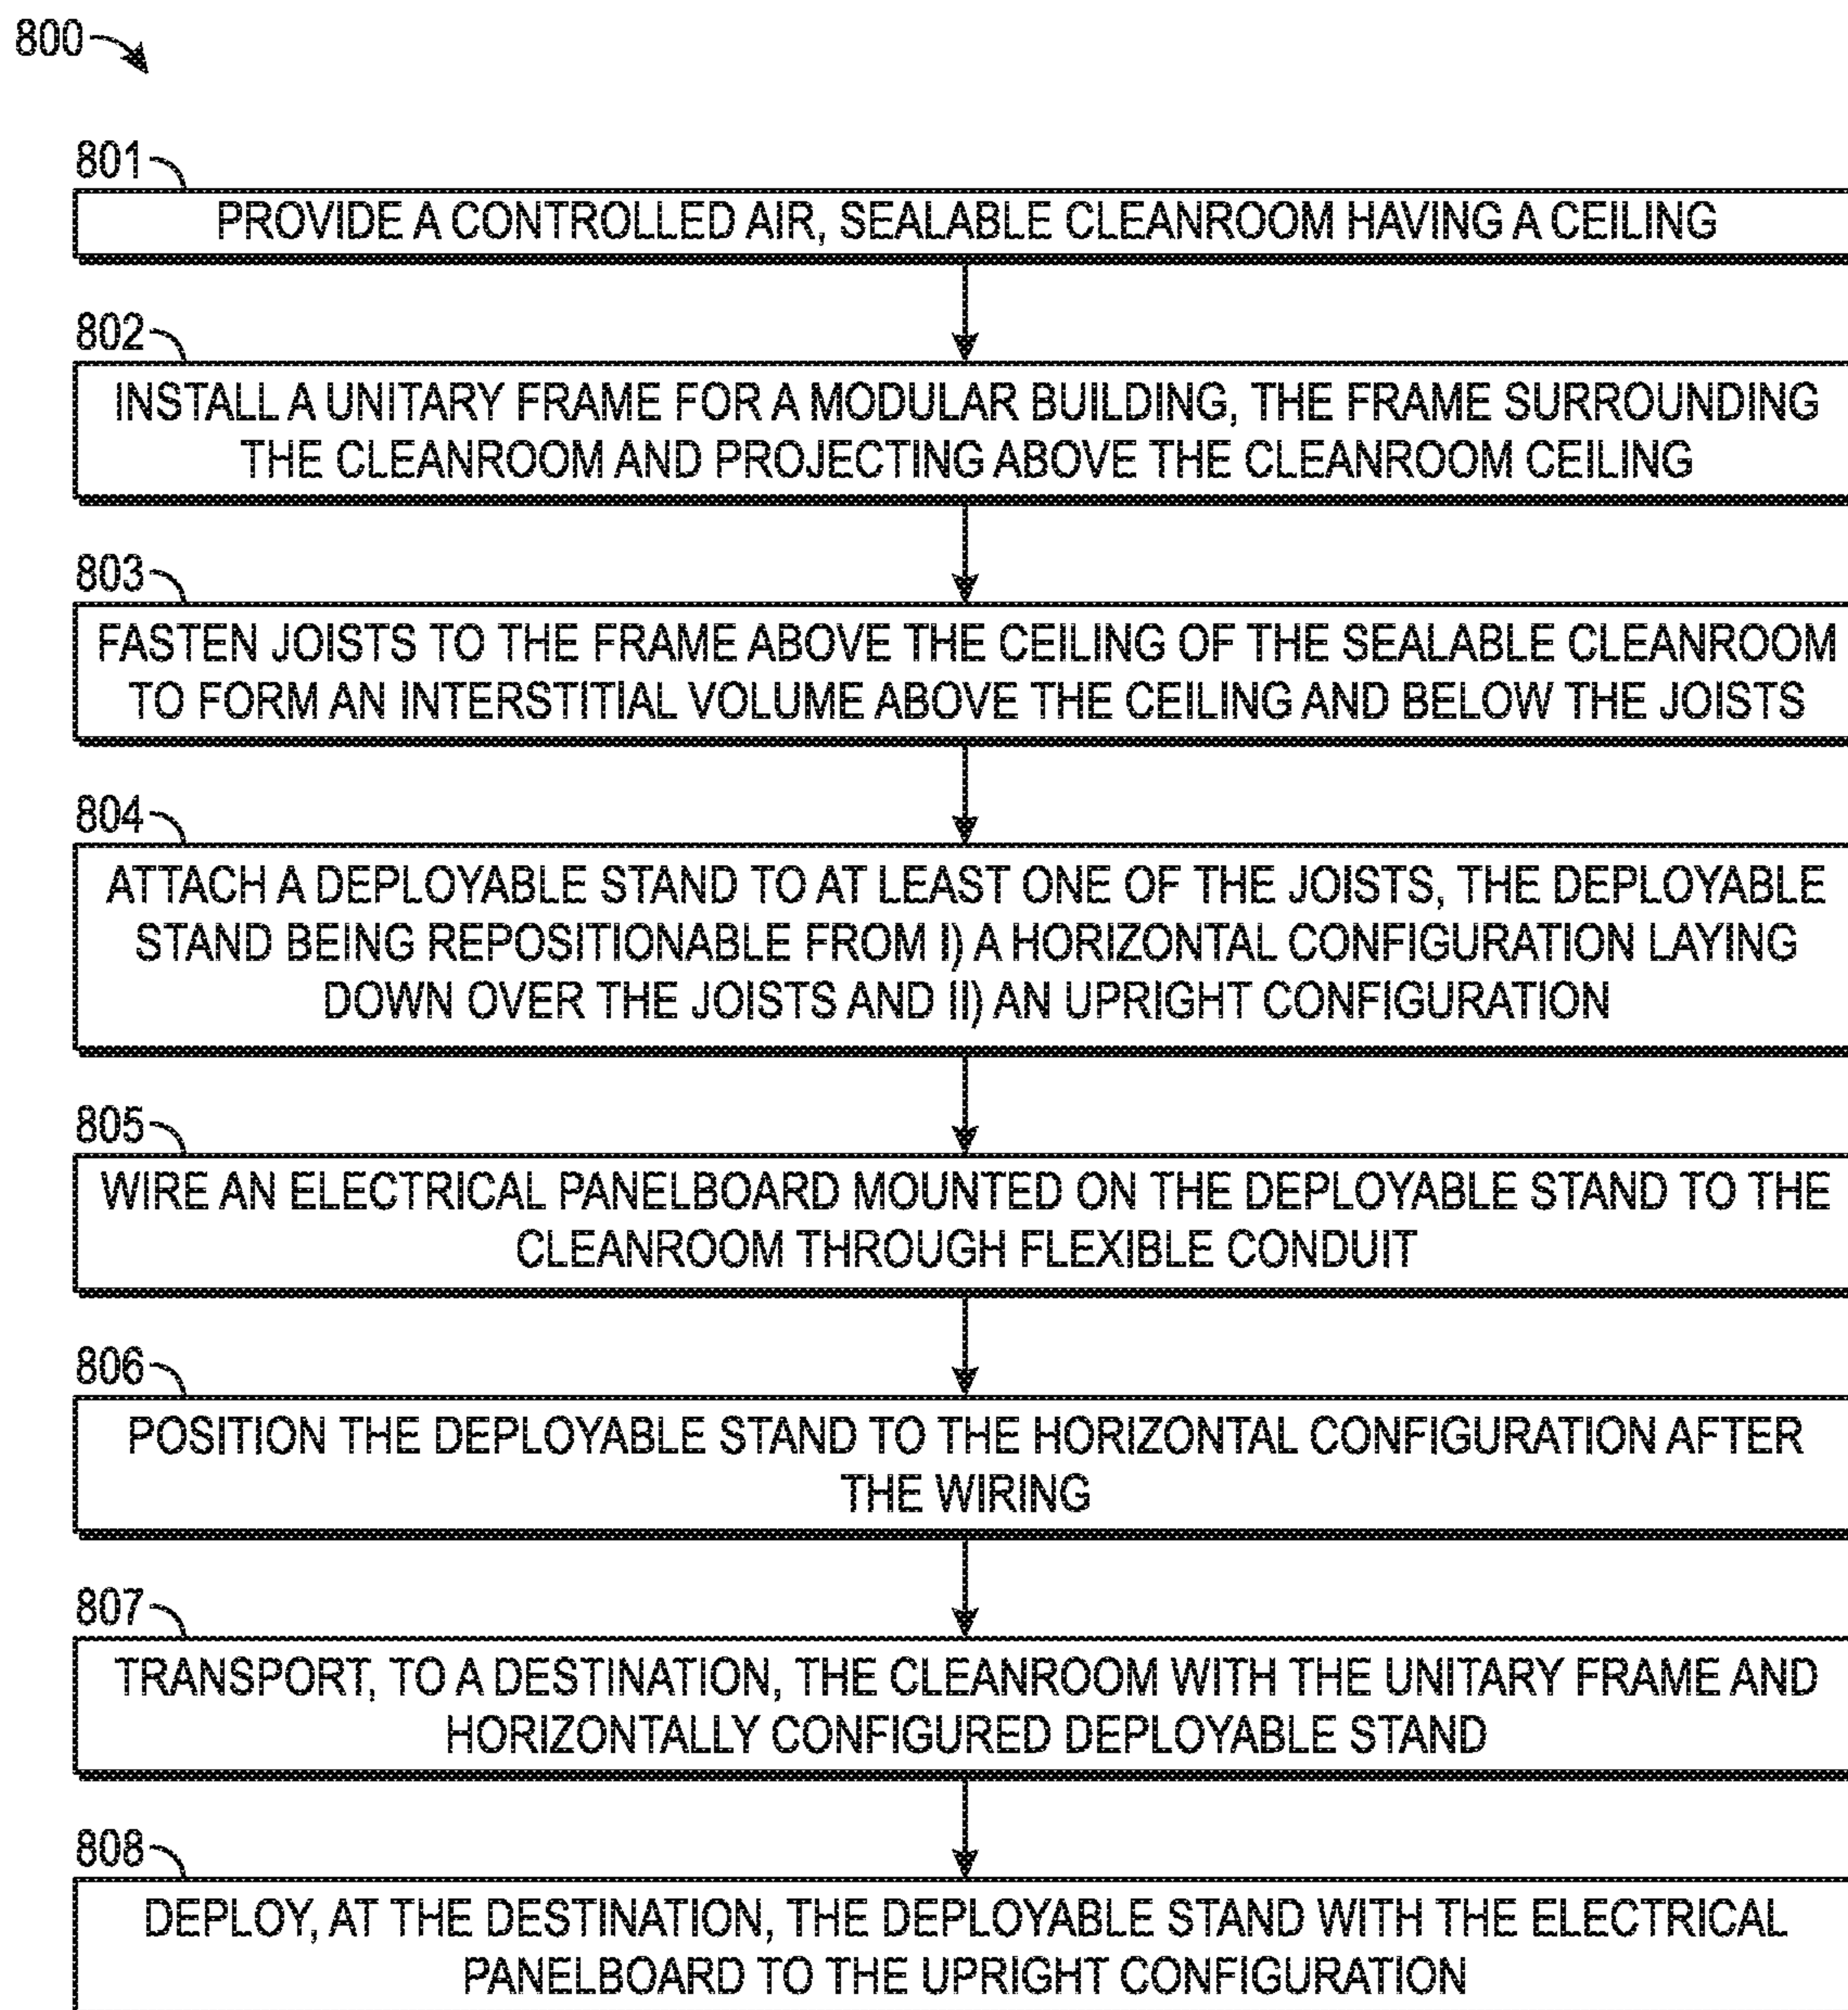 800
801
PROVIDE A CONTROLLED AIR, SEALABLE CLEANROOM HAVING A CEILING
802
INSTALL A UNITARY FRAME FOR A MODULAR BUILDING, THE FRAME SURROUNDING
THE CLEANROOM AND PROJECTING ABOVE THE CLEANROOM CEILING
803
FASTEN JOISTS TO THE FRAME ABOVE THE CEILING OF THE SEALABLE CLEANROOM
TO FORM AN INTERSTITIAL VOLUME ABOVE THE CEILING AND BELOW THE JOISTS
804
ATTACH A DEPLOYABLE STAND TO AT LEAST ONE OF THE JOISTS, THE DEPLOYABLE
STAND BEING REPOSITIONABLE FROM I) A HORIZONTAL CONFIGURATION LAYING
DOWN OVER THE JOISTS AND II) AN UPRIGHT CONFIGURATION
805
WIRE AN ELECTRICAL PANELBOARD MOUNTED ON THE DEPLOYABLE STAND TO THE
CLEANROOM THROUGH FLEXIBLE CONDUIT
806
POSITION THE DEPLOYABLE STAND TO THE HORIZONTAL CONFIGURATION AFTER
THE WIRING
807
TRANSPORT, TO A DESTINATION, THE CLEANROOM WITH THE UNITARY FRAME AND
HORIZONTALLY CONFIGURED DEPLOYABLE STAND
808
DEPLOY, AT THE DESTINATION, THE DEPLOYABLE STAND WITH THE ELECTRICAL
PANELBOARD TO THE UPRIGHT CONFIGURATION